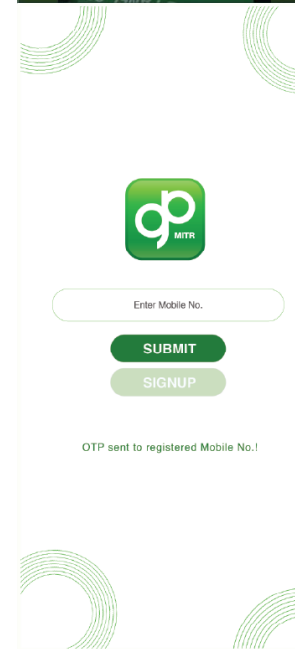 gp
MITR
Enter Mobile No.
SUBMIT
SIGNUP
OTP sent to registered Mobile No.!